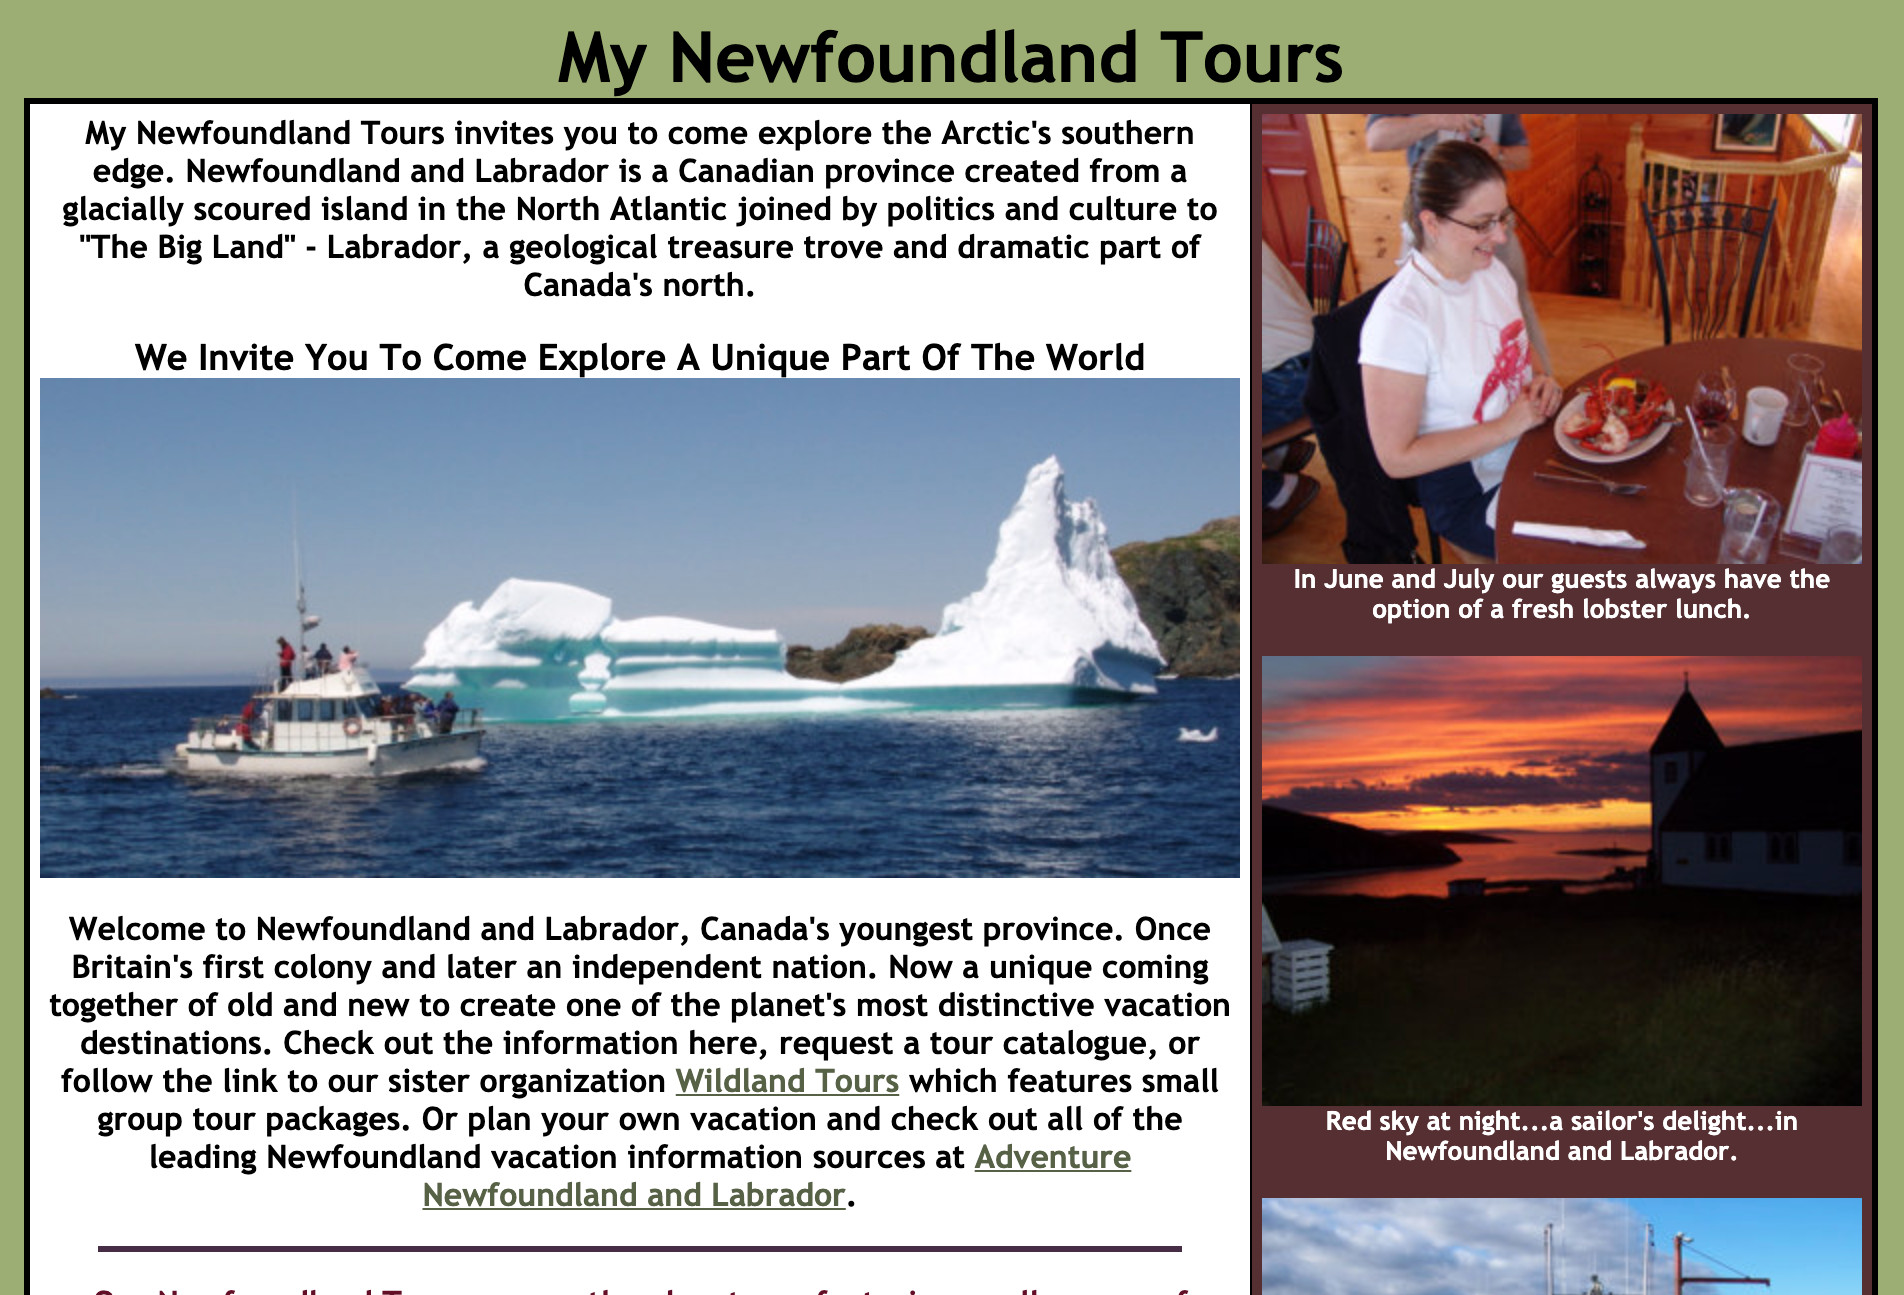 My Newfoundland Tours
My Newfoundland Tours invites you to come explore the Arctic's southern
edge. Newfoundland and Labrador is a Canadian province created from a
glacially scoured island in the North Atlantic joined by politics and culture to
"The Big Land" - Labrador, a geological treasure trove and dramatic part of
Canada's north.
We Invite You To Come Explore A Unique Part Of The World
Welcome to Newfoundland and Labrador, Canada's youngest province. Once
Britain's first colony and later an independent nation. Now a unique coming
together of old and new to create one of the planet's most distinctive vacation
destinations. Check out the information here, request a tour catalogue, or
follow the link to our sister organization Wildland Tours which features small
group tour packages. Or plan your own vacation and check out all of the
leading Newfoundland vacation information sources at Adventure
Newfoundland and Labrador.
In June and July our guests always have the
option of a fresh lobster lunch.
Red sky at night...a sailor's delight...in
Newfoundland and Labrador.